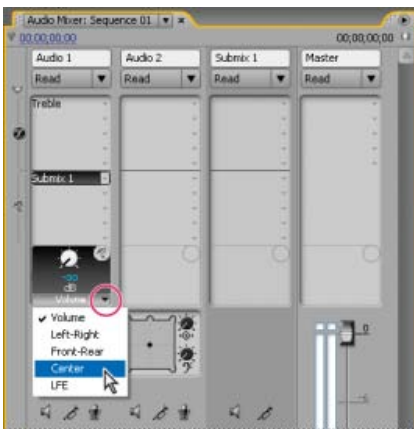 Audio Mixer: Sequence 01
00;00;00;00 00;00;00;00
Audio 1 Audio 2 Submix 1 Master
Read Read Read Read
Treble
Submix 1
-∞
dB
Volume
Volume
Left-Right
Front-Rear
Center
LFE
0